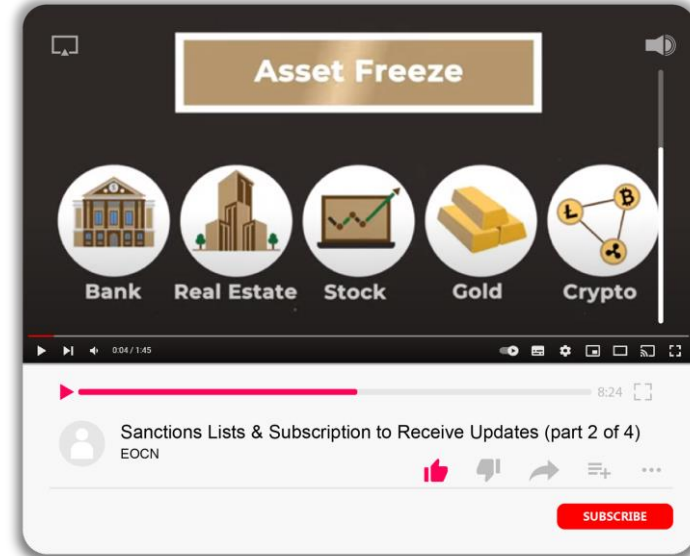 Asset Freeze
Bank Real Estate Stock Gold Crypto
0:04 / 1:45
8:24
Sanctions Lists & Subscription to Receive Updates (part 2 of 4)
EOCN
SUBSCRIBE